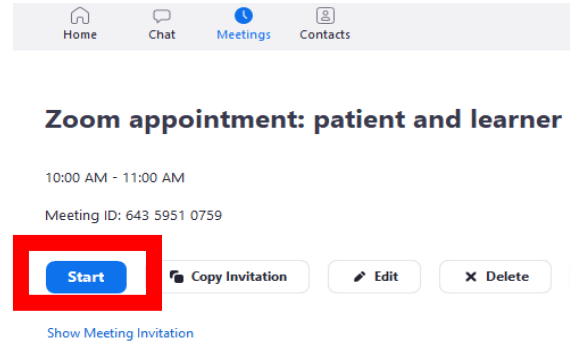 Home Chat Meetings Contacts
Zoom appointment: patient and learner
10:00 AM - 11:00 AM
Meeting ID: 643 5951 0759
Start Copy Invitation Edit Delete
Show Meeting Invitation